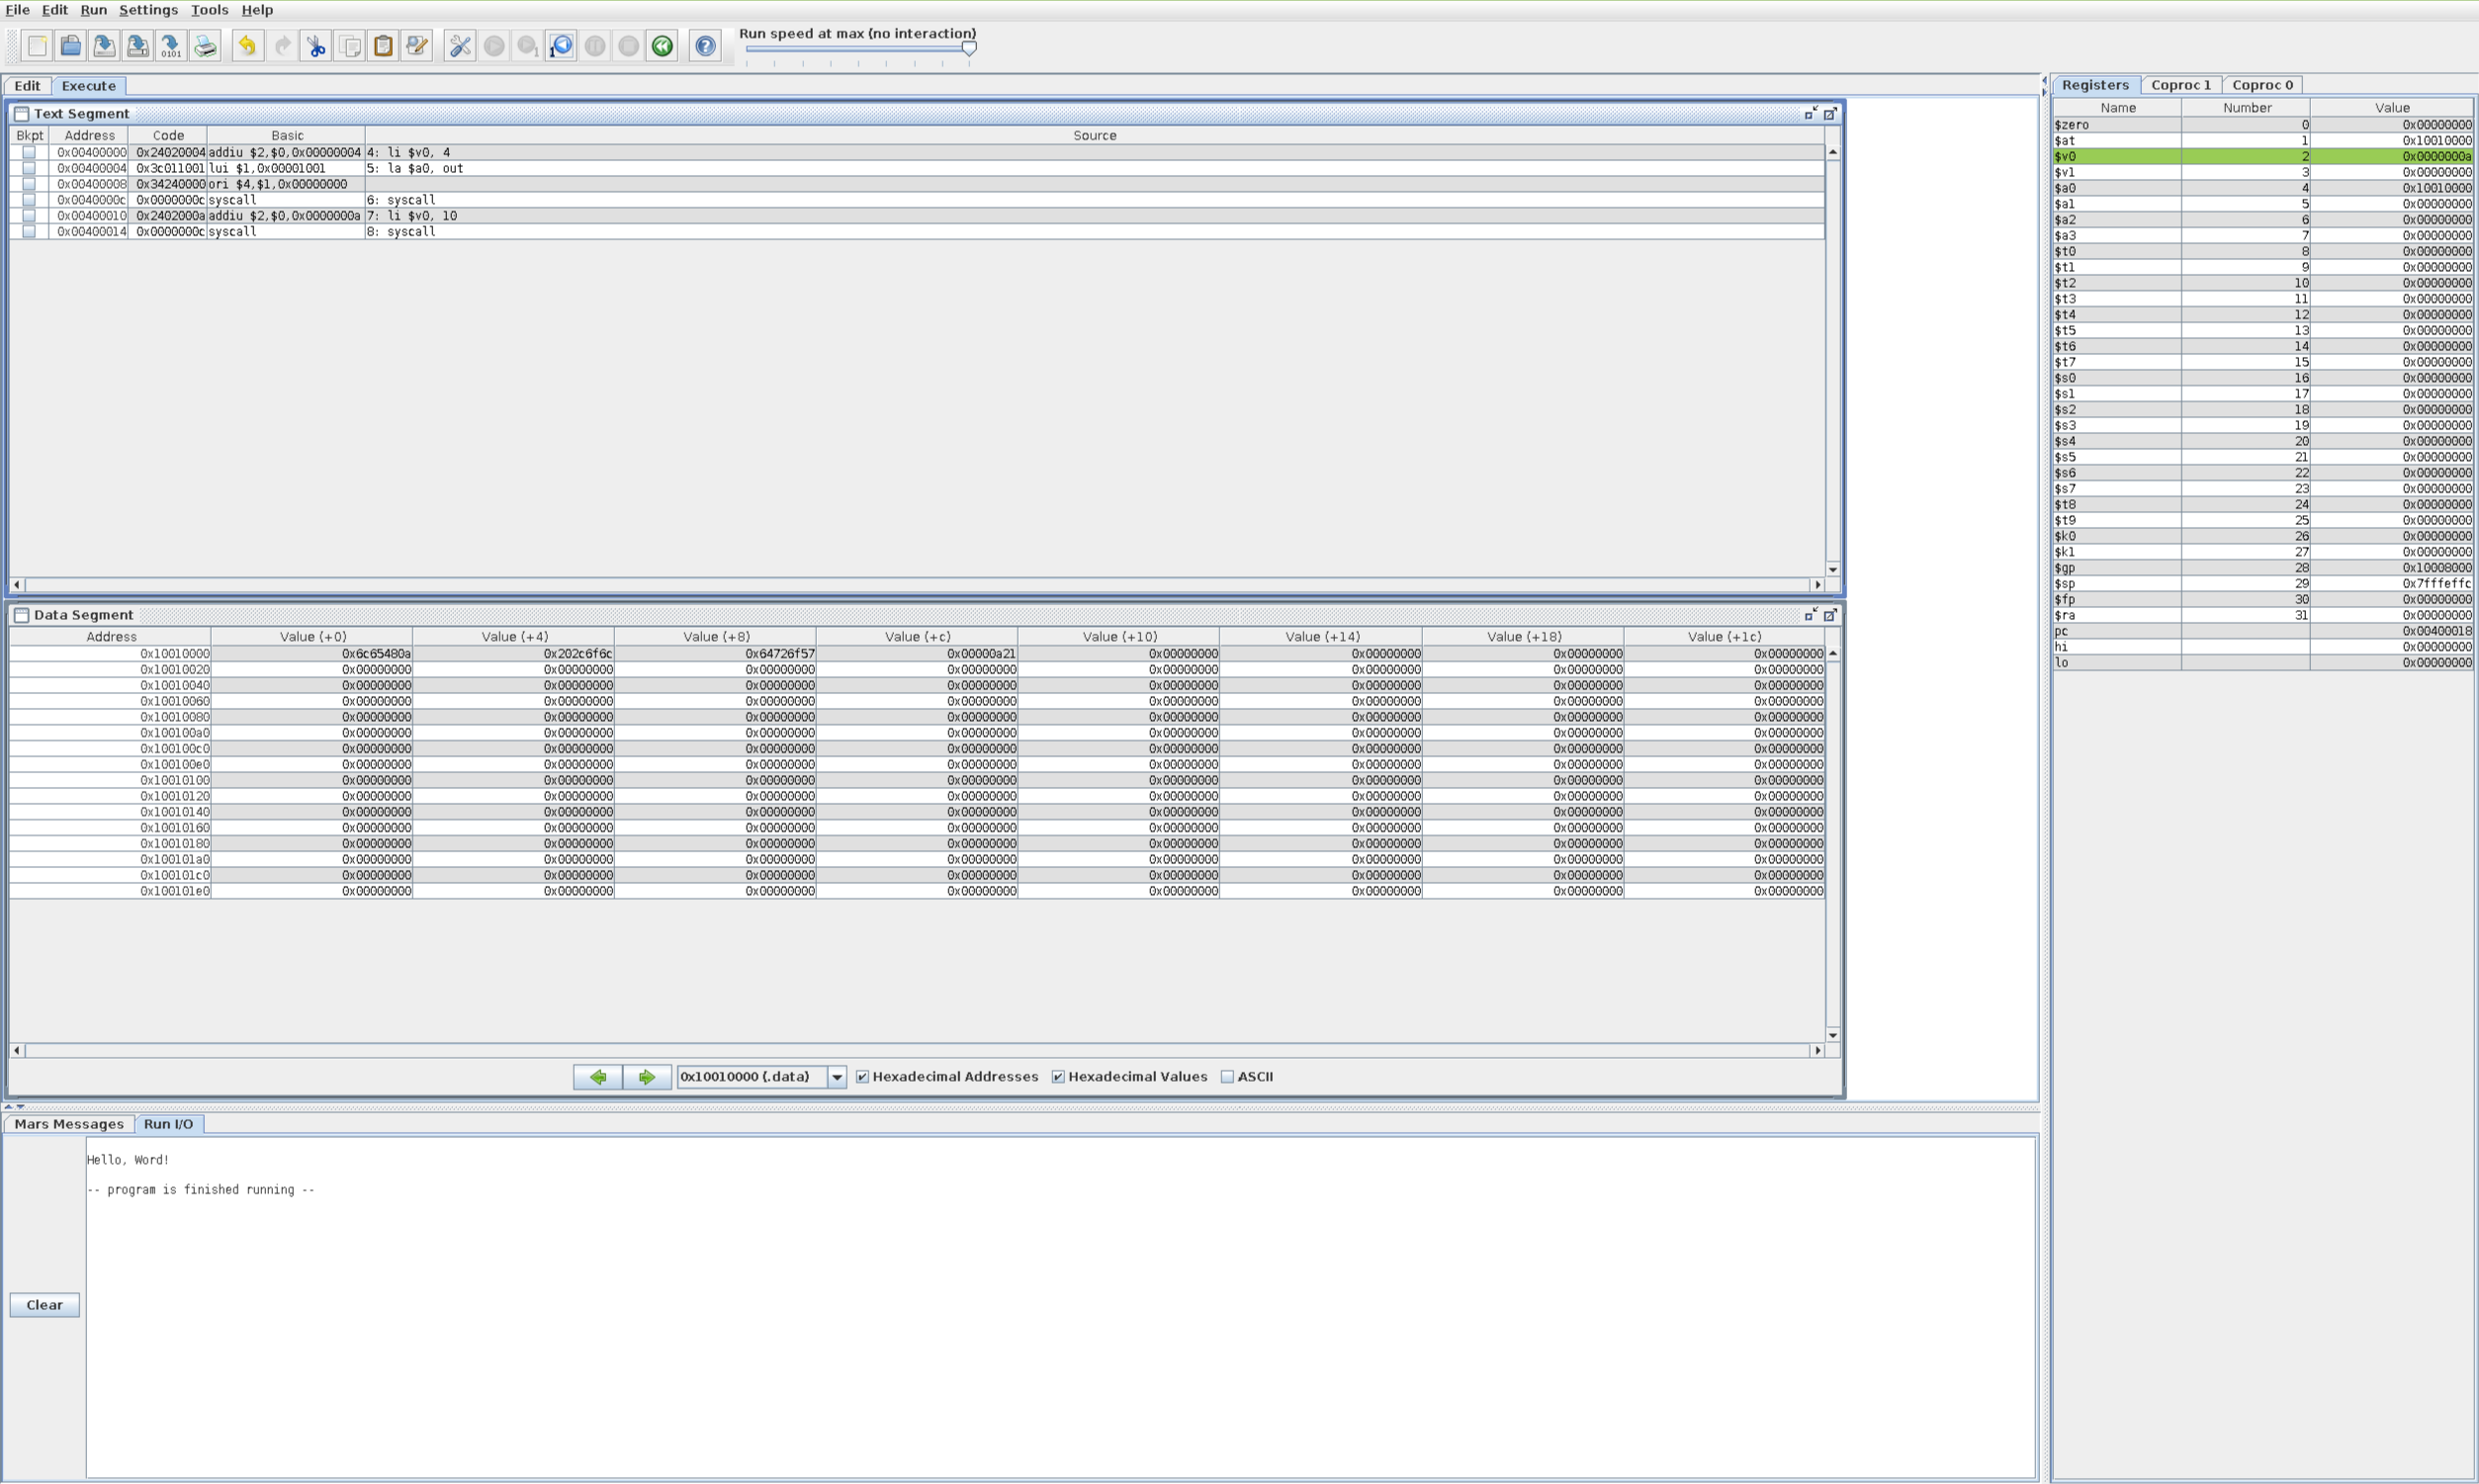 File Edit Run Settings Tools Help
Run speed at max (no interaction)
Edit Execute
Text Segment
Bkpt Address Code Basic Source
0x00400000 0x24020004 addiu $2,$0,0x00000004 4: li $v0, 4
0x00400004 0x3c011001 lui $1,0x00001001 5: la $a0, out
0x00400008 0x34240000 ori $4,$1,0x00000000
0x0040000c 0x0000000c syscall 6: syscall
0x00400010 0x2402000a addiu $2,$0,0x0000000a 7: li $v0, 10
0x00400014 0x0000000c syscall 8: syscall
Data Segment
Address Value (+0) Value (+4) Value (+8) Value (+c) Value (+10) Value (+14) Value (+18) Value (+1c)
0x10010000 0x6c65480a 0x202c6f6c 0x64726f57 0x00000a21 0x00000000 0x00000000 0x00000000 0x00000000
0x10010020 0x00000000 0x00000000 0x00000000 0x00000000 0x00000000 0x00000000 0x00000000 0x00000000
0x10010040 0x00000000 0x00000000 0x00000000 0x00000000 0x00000000 0x00000000 0x00000000 0x00000000
0x10010060 0x00000000 0x00000000 0x00000000 0x00000000 0x00000000 0x00000000 0x00000000 0x00000000
0x10010080 0x00000000 0x00000000 0x00000000 0x00000000 0x00000000 0x00000000 0x00000000 0x00000000
0x100100a0 0x00000000 0x00000000 0x00000000 0x00000000 0x00000000 0x00000000 0x00000000 0x00000000
0x100100c0 0x00000000 0x00000000 0x00000000 0x00000000 0x00000000 0x00000000 0x00000000 0x00000000
0x100100e0 0x00000000 0x00000000 0x00000000 0x00000000 0x00000000 0x00000000 0x00000000 0x00000000
0x10010100 0x00000000 0x00000000 0x00000000 0x00000000 0x00000000 0x00000000 0x00000000 0x00000000
0x10010120 0x00000000 0x00000000 0x00000000 0x00000000 0x00000000 0x00000000 0x00000000 0x00000000
0x10010140 0x00000000 0x00000000 0x00000000 0x00000000 0x00000000 0x00000000 0x00000000 0x00000000
0x10010160 0x00000000 0x00000000 0x00000000 0x00000000 0x00000000 0x00000000 0x00000000 0x00000000
0x10010180 0x00000000 0x00000000 0x00000000 0x00000000 0x00000000 0x00000000 0x00000000 0x00000000
0x100101a0 0x00000000 0x00000000 0x00000000 0x00000000 0x00000000 0x00000000 0x00000000 0x00000000
0x100101c0 0x00000000 0x00000000 0x00000000 0x00000000 0x00000000 0x00000000 0x00000000 0x00000000
0x100101e0 0x00000000 0x00000000 0x00000000 0x00000000 0x00000000 0x00000000 0x00000000 0x00000000
0x10010000 (.data) Hexadecimal Addresses Hexadecimal Values ASCII
Mars Messages Run I/O
Hello, Word!
-- program is finished running --
Clear
Registers Coproc 1 Coproc 0
Name Number Value
$zero 0 0x00000000
$at 1 0x10010000
$v0 2 0x0000000a
$v1 3 0x00000000
$a0 4 0x10010000
$a1 5 0x00000000
$a2 6 0x00000000
$a3 7 0x00000000
$t0 8 0x00000000
$t1 9 0x00000000
$t2 10 0x00000000
$t3 11 0x00000000
$t4 12 0x00000000
$t5 13 0x00000000
$t6 14 0x00000000
$t7 15 0x00000000
$s0 16 0x00000000
$s1 17 0x00000000
$s2 18 0x00000000
$s3 19 0x00000000
$s4 20 0x00000000
$s5 21 0x00000000
$s6 22 0x00000000
$s7 23 0x00000000
$t8 24 0x00000000
$t9 25 0x00000000
$k0 26 0x00000000
$k1 27 0x00000000
$gp 28 0x10008000
$sp 29 0x7fffeffc
$fp 30 0x00000000
$ra 31 0x00000000
pc 0x00400018
hi 0x00000000
lo 0x00000000